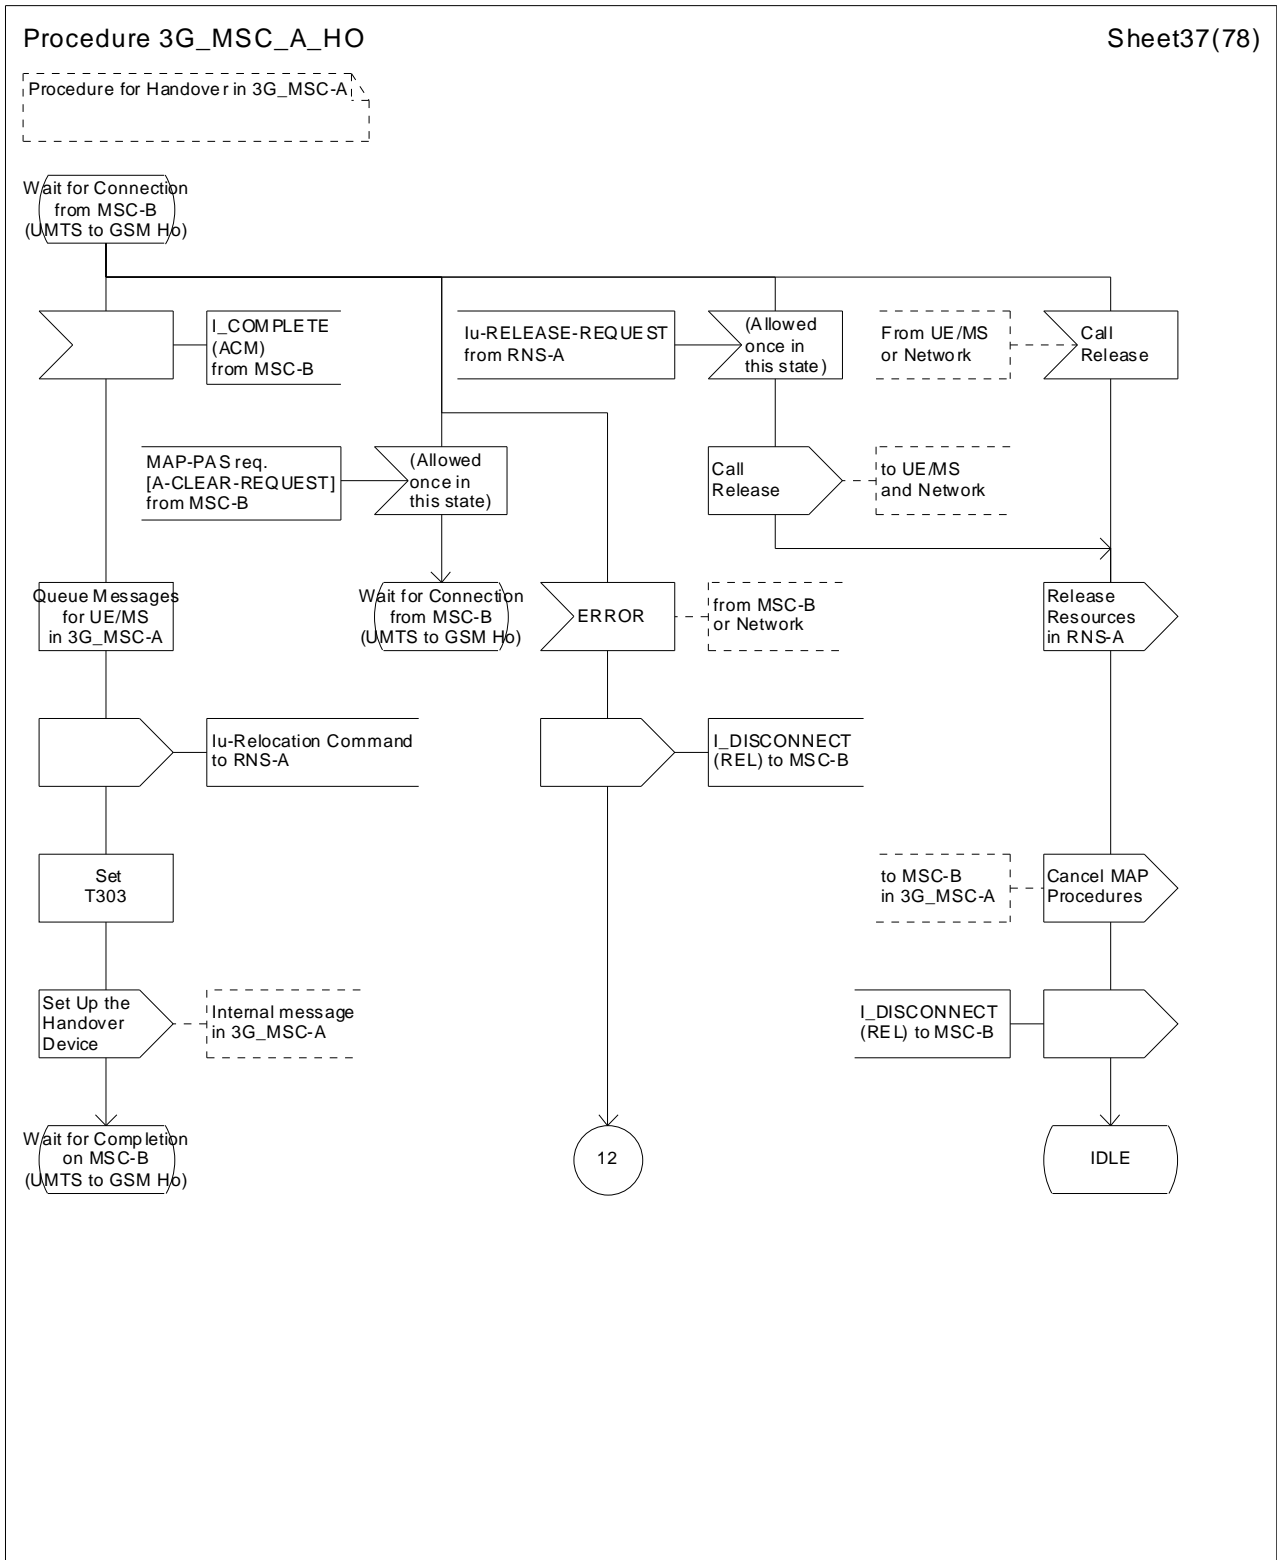 Procedure 3G_MSC_A_HO
Sheet37(78)
Procedure for Handover in 3G_MSC-A
Wait for Connection
from MSC-B
(UMTS to GSM Ho)
I_COMPLETE
(ACM)
from MSC-B
Iu-RELEASE-REQUEST
from RNS-A
(Allowed
once in
this state)
From UE/MS
or Network
Call
Release
MAP-PAS req.
[A-CLEAR-REQUEST]
from MSC-B
(Allowed
once in
this state)
Call
Release
to UE/MS
and Network
Queue Messages
for UE/MS
in 3G_MSC-A
Wait for Connection
from MSC-B
(UMTS to GSM Ho)
ERROR
from MSC-B
or Network
Release
Resources
in RNS-A
Iu-Relocation Command
to RNS-A
I_DISCONNECT
(REL) to MSC-B
Set
T303
to MSC-B
in 3G_MSC-A
Cancel MAP
Procedures
Set Up the
Handover
Device
Internal message
in 3G_MSC-A
I_DISCONNECT
(REL) to MSC-B
Wait for Completion
on MSC-B
(UMTS to GSM Ho)
12
IDLE